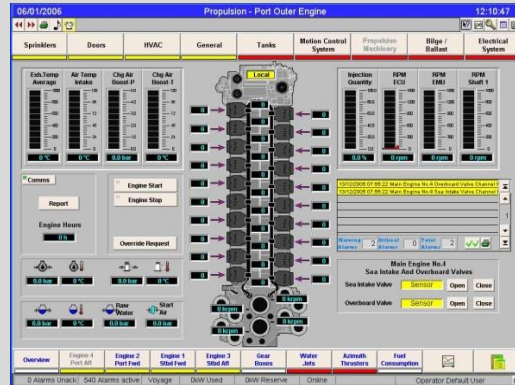 06/01/2006 Propulsion - Port Outer Engine 12:10:47
Sprinklers Doors HVAC General Tanks Motion Control System Propulsion Machinery Bilge / Ballast Electrical System
Exh.Temp Average
Air Temp Intake
Chg Air Boost-P
Chg Air Boost-T
Local
Injection Quantity
RPM ECU
RPM EMU
RPM Shaft 1
0 °C 0 °C 0.0 bar 0 °C
0.0 % 0 rpm 0 rpm 0 rpm
Comms
Report
Engine Hours
0 h
Engine Start
Engine Stop
Override Request
13/12/2005 07:55:22 Main Engine No.4 Overboard Valve Channel
13/12/2005 07:55:22 Main Engine No.4 Sea Intake Valve Channel
Warning Alarms 2 Critical Alarms 0 Total Alarms 2
Main Engine No.4
Sea Intake And Overboard Valves
Sea Intake Valve Sensor Open Close
Overboard Valve Sensor Open Close
0.0 bar 0 °C 0.0 bar 0 °C
Raw Water
Start Air
0.0 bar 0 °C 0.0 bar 0.0 bar
0 krpm 0 krpm
0 krpm 0 krpm
Overview
Engine 4 Port Aft
Engine 2 Port Fwd
Engine 1 Stbd Fwd
Engine 3 Stbd Aft
Gear Boxes
Water Jets
Azimuth Thrusters
Fuel Consumption
0 Alarms Unack 540 Alarms active Voyage DiW Used DiW Reserve Online Operator Default User